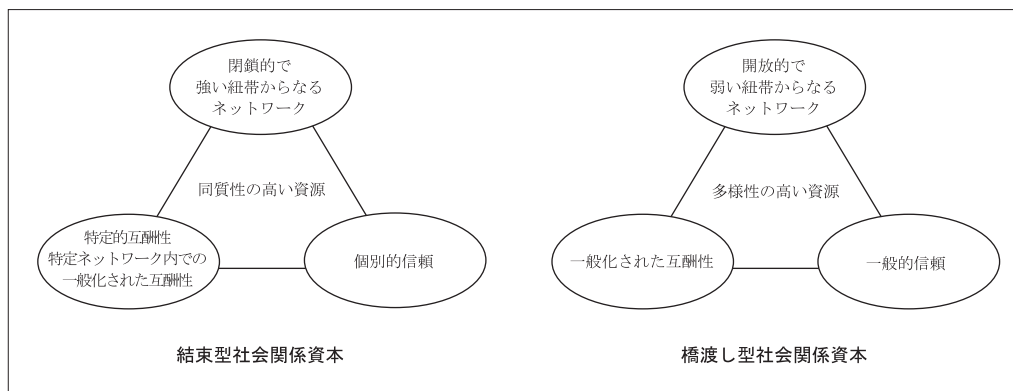 閉鎖的で
強い紐帯からなる
ネットワーク
同質性の高い資源
特定的互酬性
特定ネットワーク内での
一般化された互酬性
個別的信頼
結束型社会関係資本
開放的で
弱い紐帯からなる
ネットワーク
多様性の高い資源
一般化された互酬性
一般的信頼
橋渡し型社会関係資本